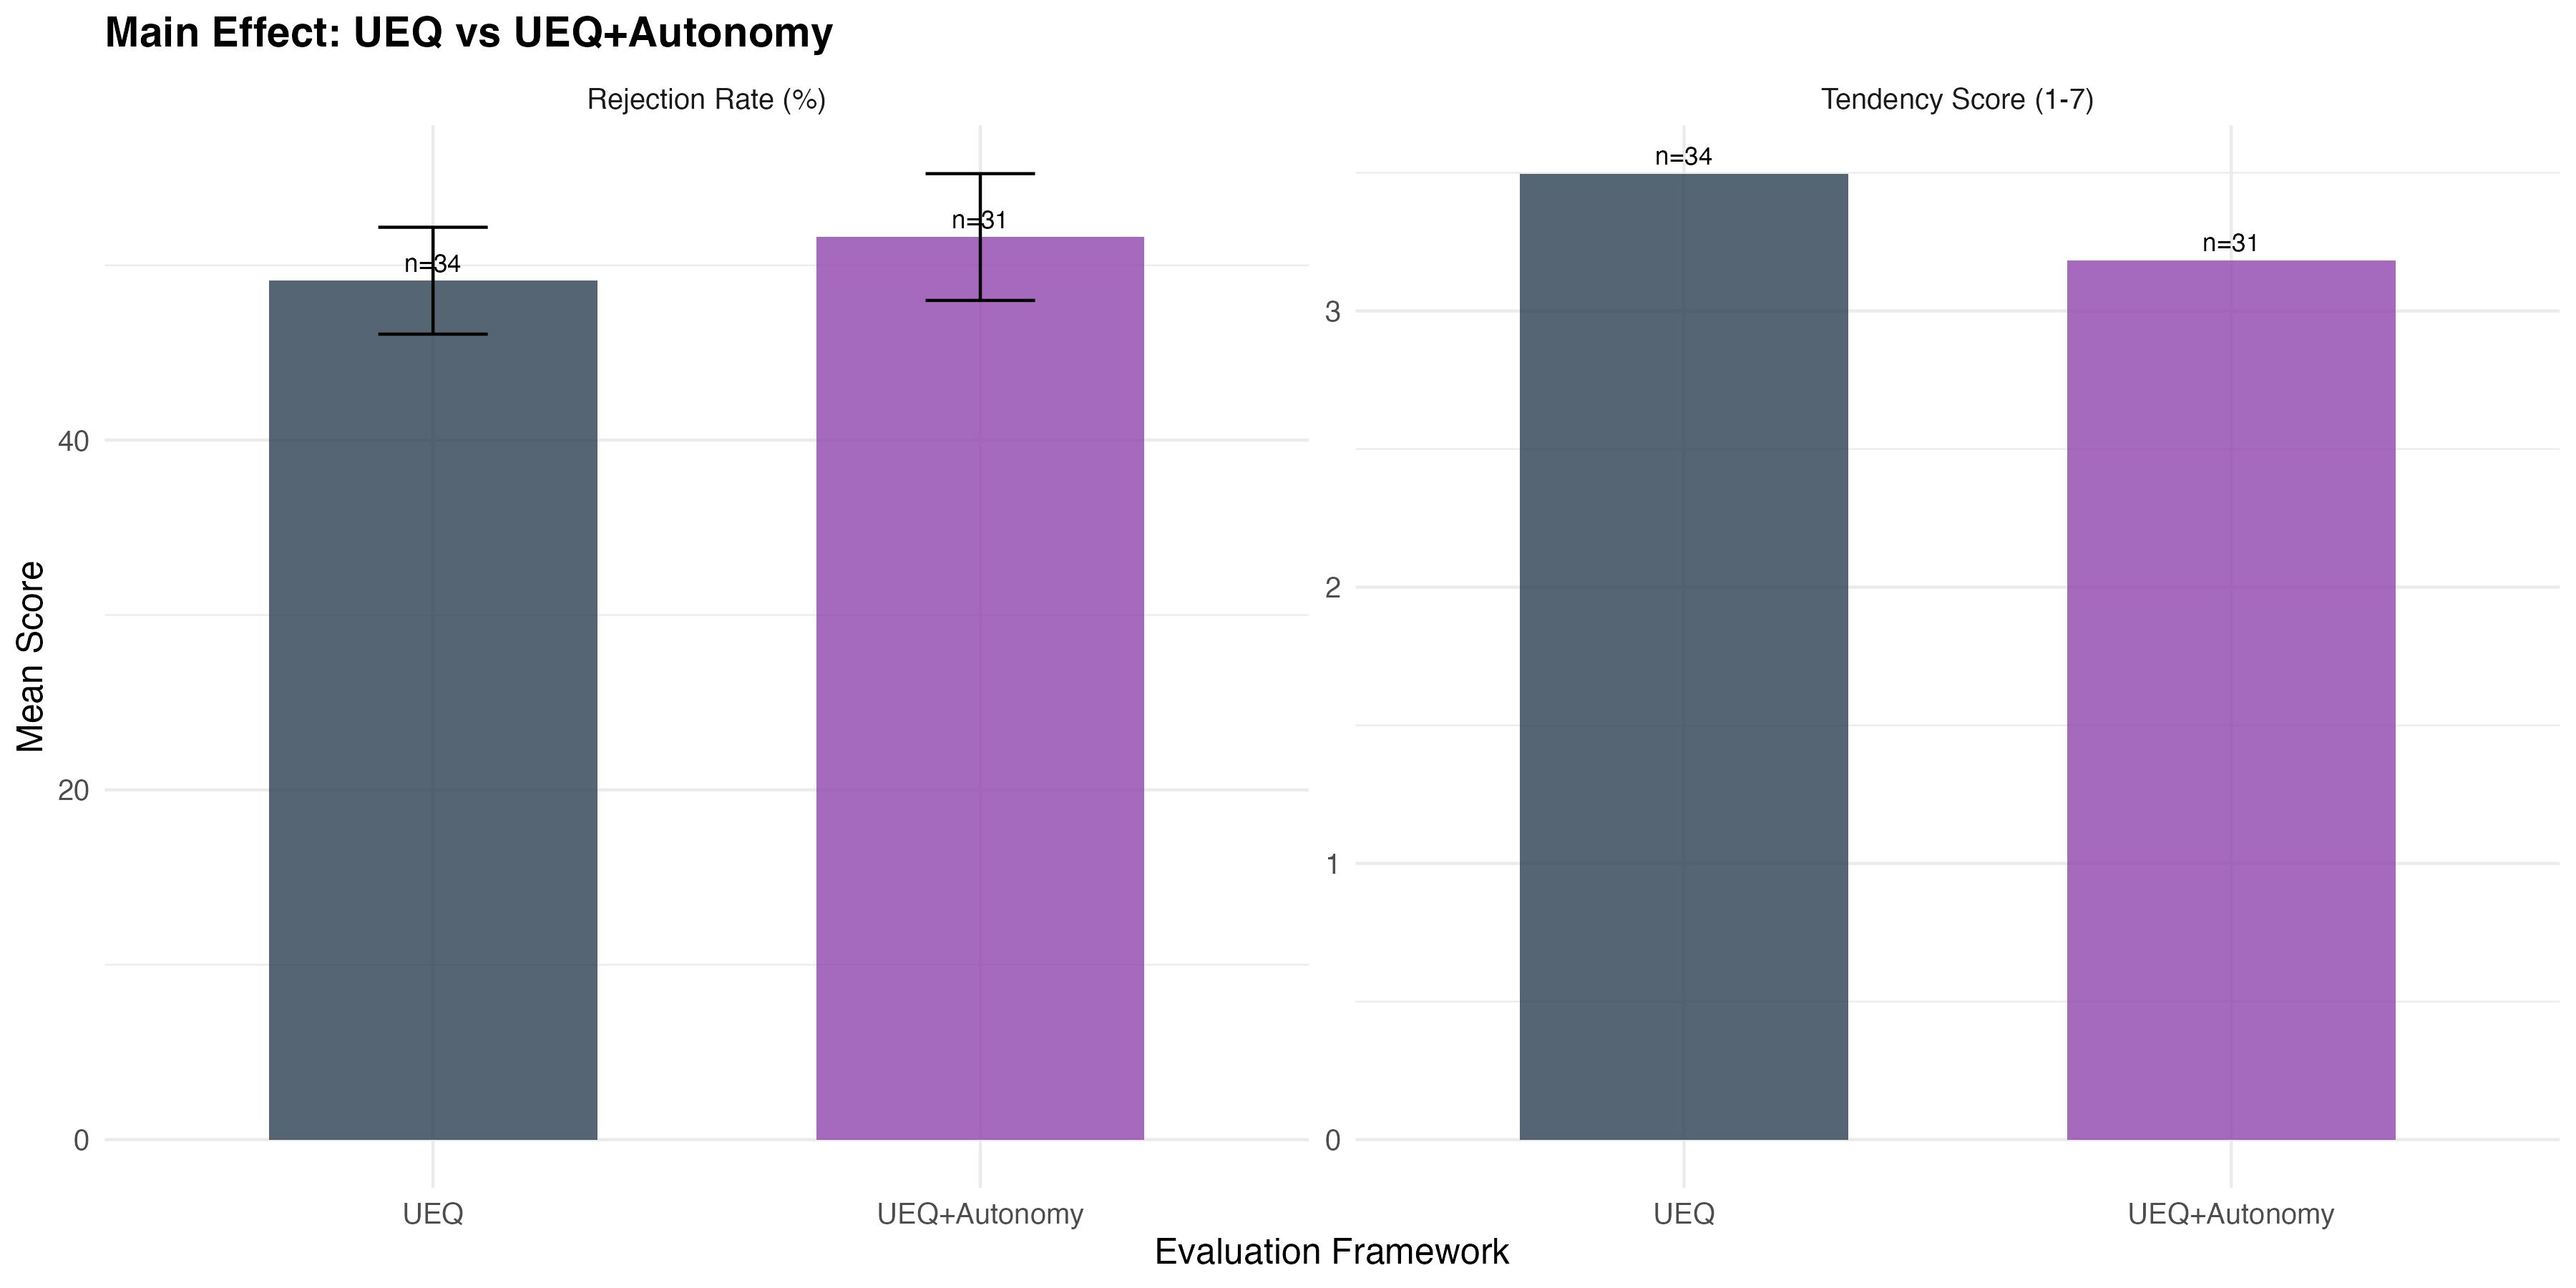 Main Effect: UEQ vs UEQ+Autonomy
Rejection Rate (%)
Tendency Score (1-7)
n=34
n=31
n=34
n=31
Mean Score
40
20
0
3
2
1
0
UEQ
UEQ+Autonomy
UEQ
UEQ+Autonomy
Evaluation Framework